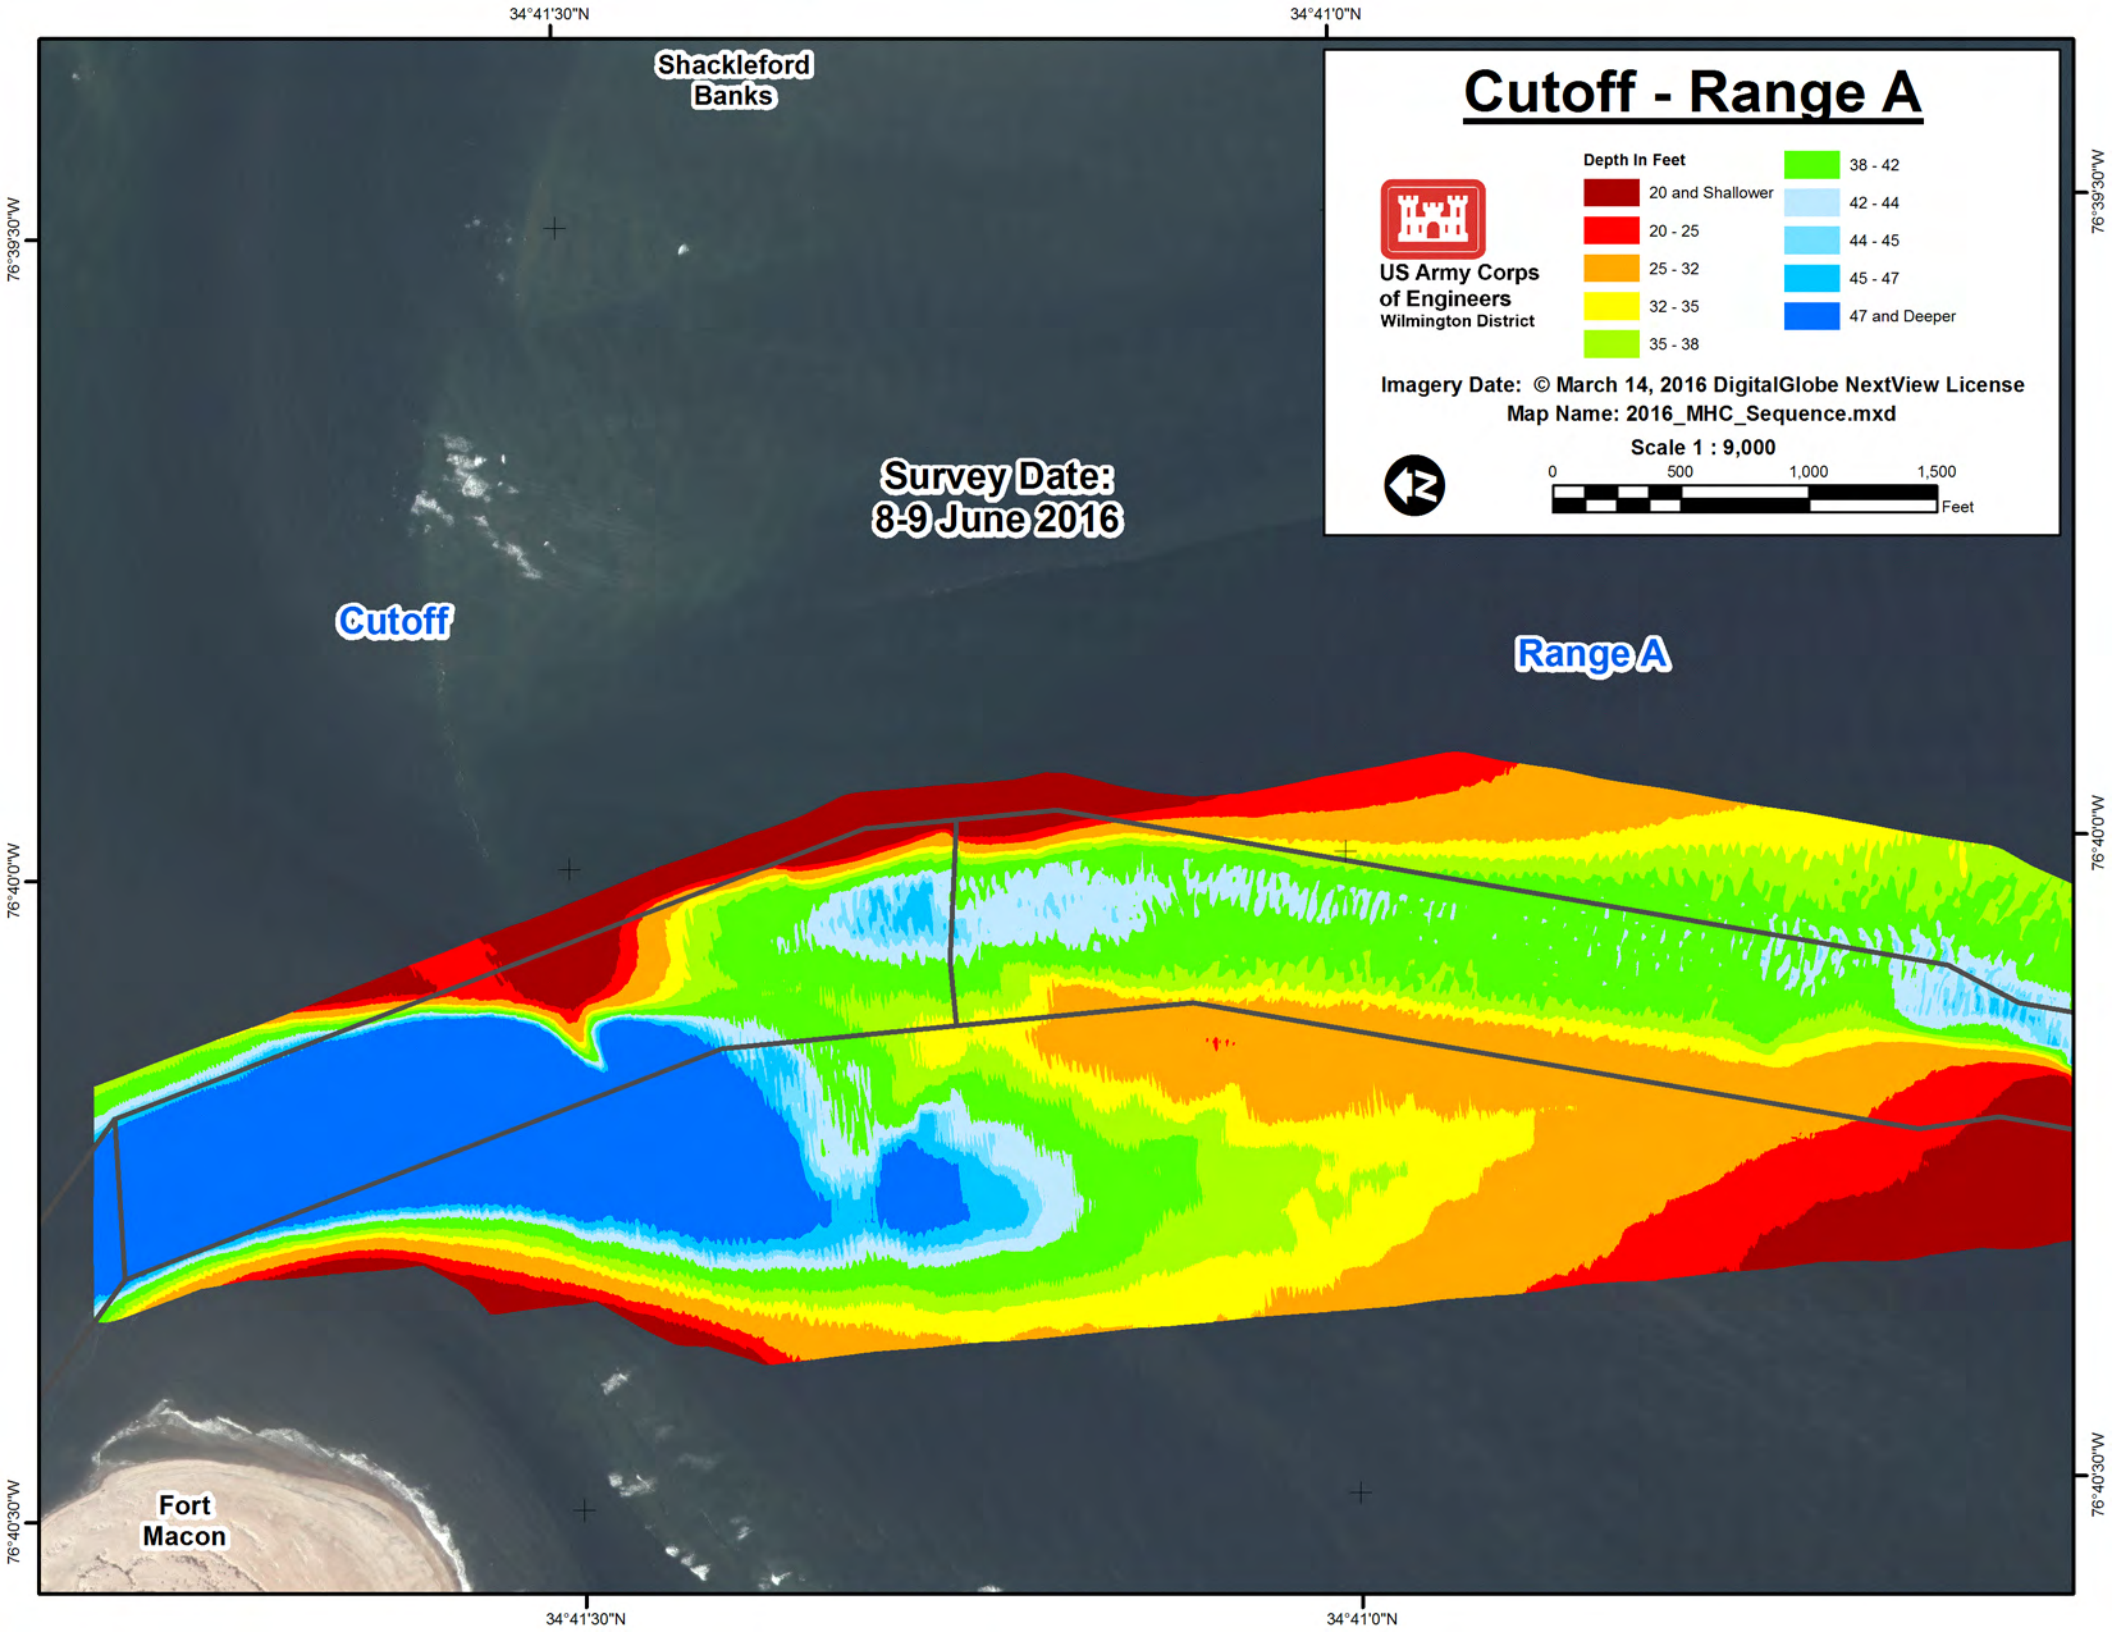 34°41'30"N
34°41'0"N
Shackleford
Banks
Cutoff - Range A
Depth In Feet
20 and Shallower
20 - 25
25 - 32
32 - 35
35 - 38
38 - 42
42 - 44
44 - 45
45 - 47
47 and Deeper
US Army Corps
of Engineers
Wilmington District
Imagery Date: © March 14, 2016 DigitalGlobe NextView License
Map Name: 2016_MHC_Sequence.mxd
Scale 1 : 9,000
0 500 1,000 1,500
Feet
N
76°39'30"W
76°39'30"W
Survey Date:
8-9 June 2016
Cutoff
Range A
76°40'0"W
76°40'0"W
Fort
Macon
76°40'30"W
76°40'30"W
34°41'30"N
34°41'0"N